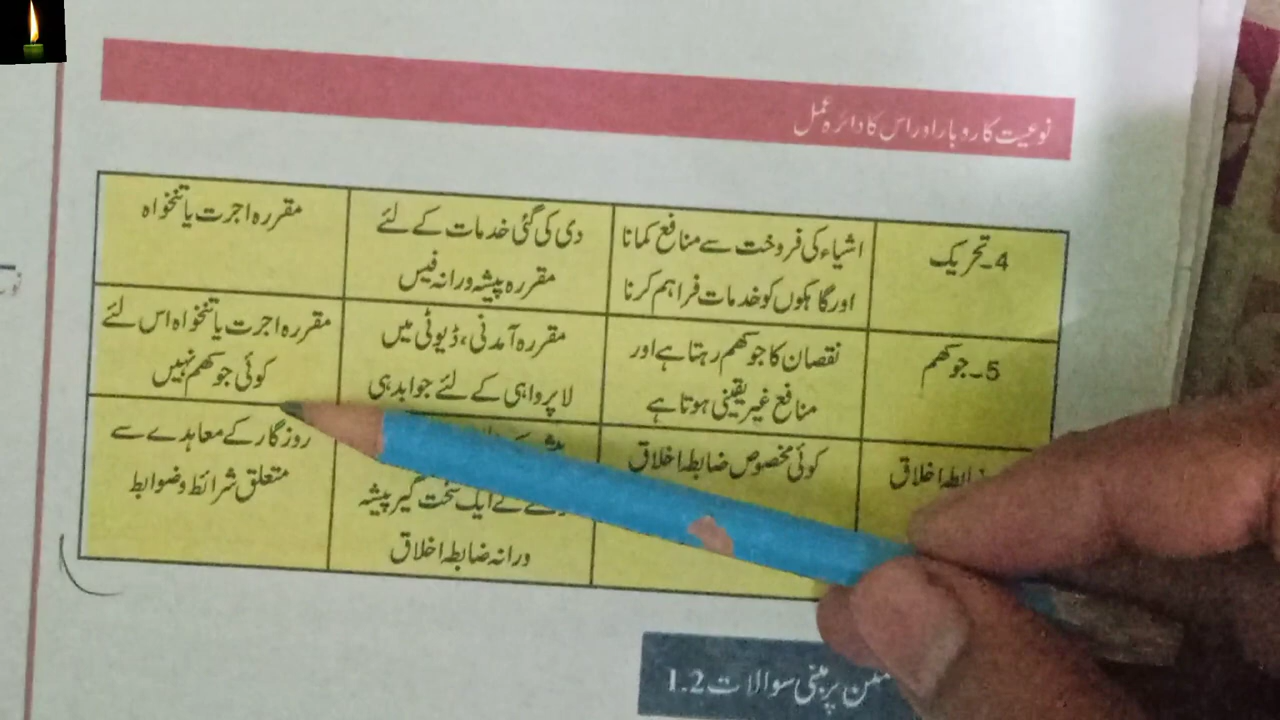 نوعیت کاروبار اور اس کا دائرہ عمل
4۔تحریک
اشیاء کی فروخت سے منافع کمانا
اور گاہکوں کو خدمات فراہم کرنا
دی کی گئی خدمات کے لئے
مقررہ پیشہ ورانہ فیس
مقررہ اجرت یا تنخواہ
5۔جوکھم
نقصان کا جوکھم رہتا ہے اور
منافع غیر یقینی ہوتا ہے
مقررہ آمدنی، ڈیوٹی میں
لا پرواہی کے لئے جوابدہی
مقررہ اجرت یا تنخواہ اس لئے
کوئی جوکھم نہیں
اخلاق
کوئی مخصوص ضابطہ اخلاق
ایک سخت گیر پیشہ
ورانہ ضابطہ اخلاق
روزگار کے معاہدے سے
متعلق شرائط و ضوابط
پر مبنی سوالات 1.2